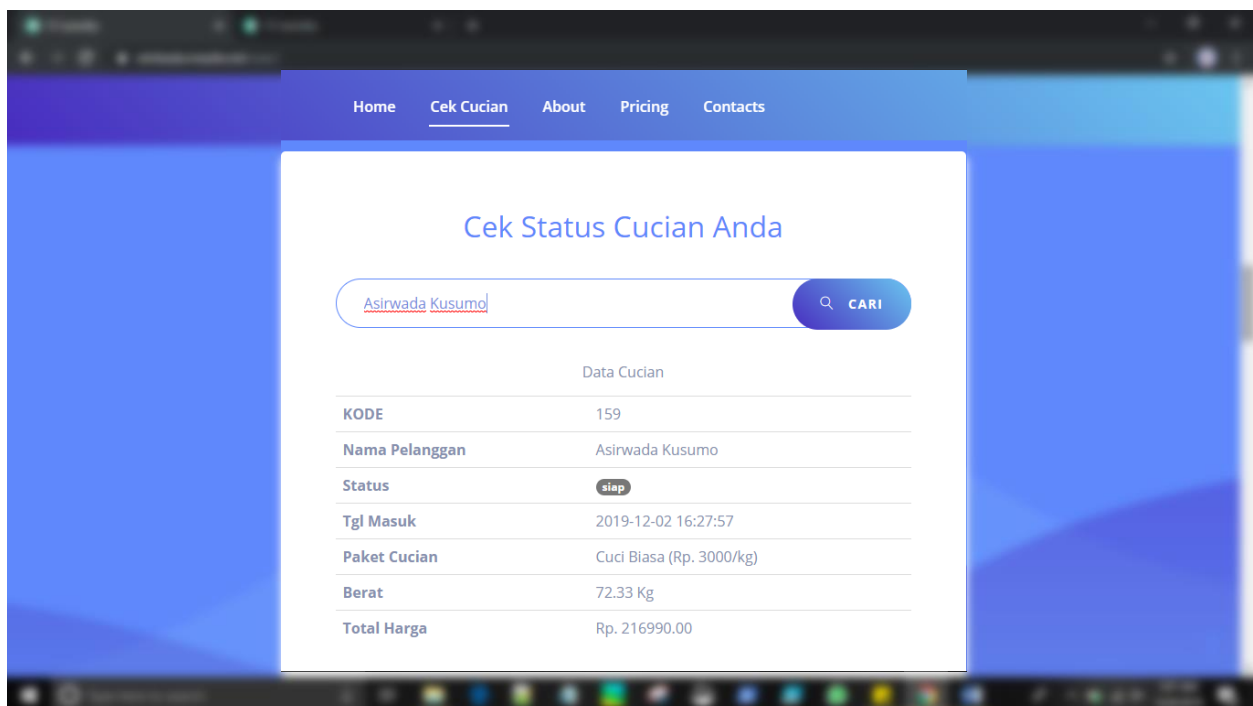 Home Cek Cucian About Pricing Contacts
Cek Status Cucian Anda
Asirwada Kusumo CARI
Data Cucian
KODE 159
Nama Pelanggan Asirwada Kusumo
Status siap
Tgl Masuk 2019-12-02 16:27:57
Paket Cucian Cuci Biasa (Rp. 3000/kg)
Berat 72.33 Kg
Total Harga Rp. 216990.00